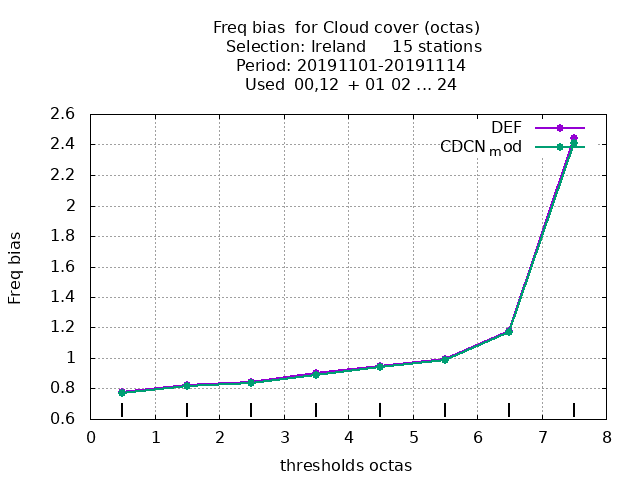 Freq bias  for Cloud cover (octas)
Selection: Ireland     15 stations
Period: 20191101-20191114
Used  00,12  + 01 02 ... 24
2.6
2.4
2.2
2
1.8
1.6
1.4
1.2
1
0.8
0.6
Freq bias
DEF
CDCN_mod
0 1 2 3 4 5 6 7 8
thresholds octas